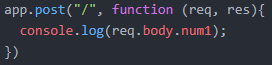 app.post("/", function (req, res){
  console.log(req.body.num1);
})